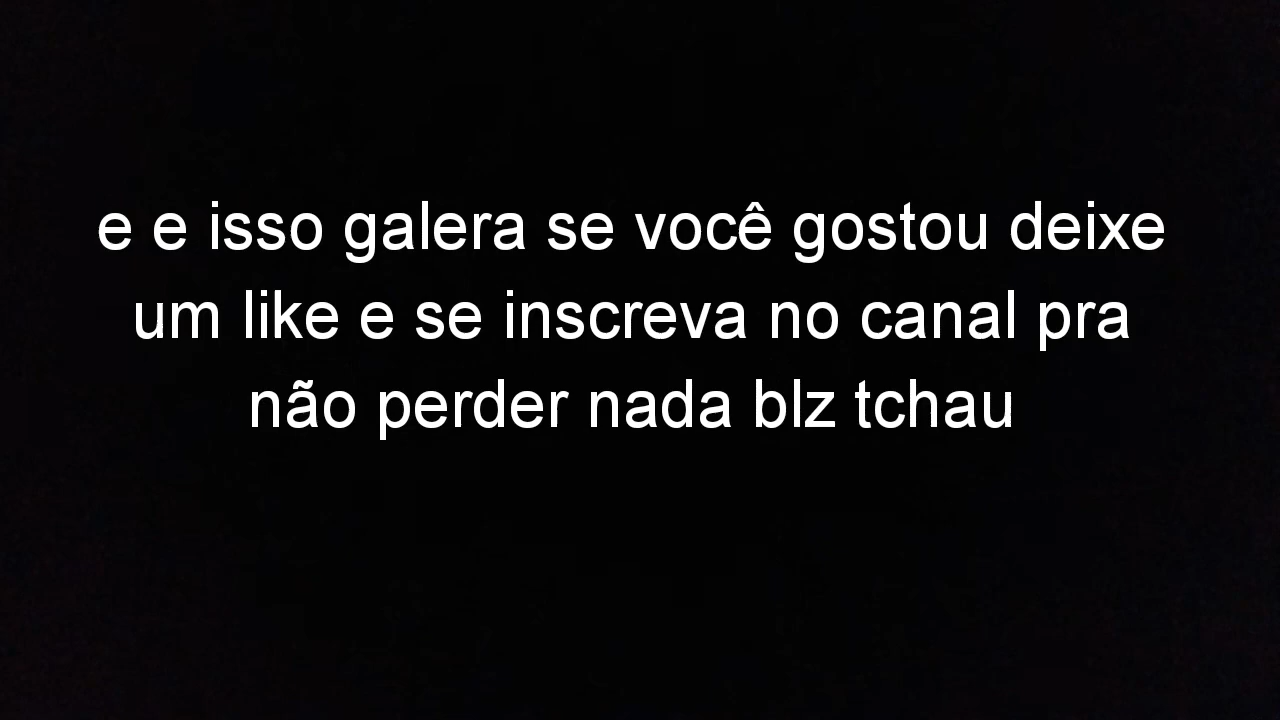 e e isso galera se você gostou deixe
um like e se inscreva no canal pra
não perder nada blz tchau